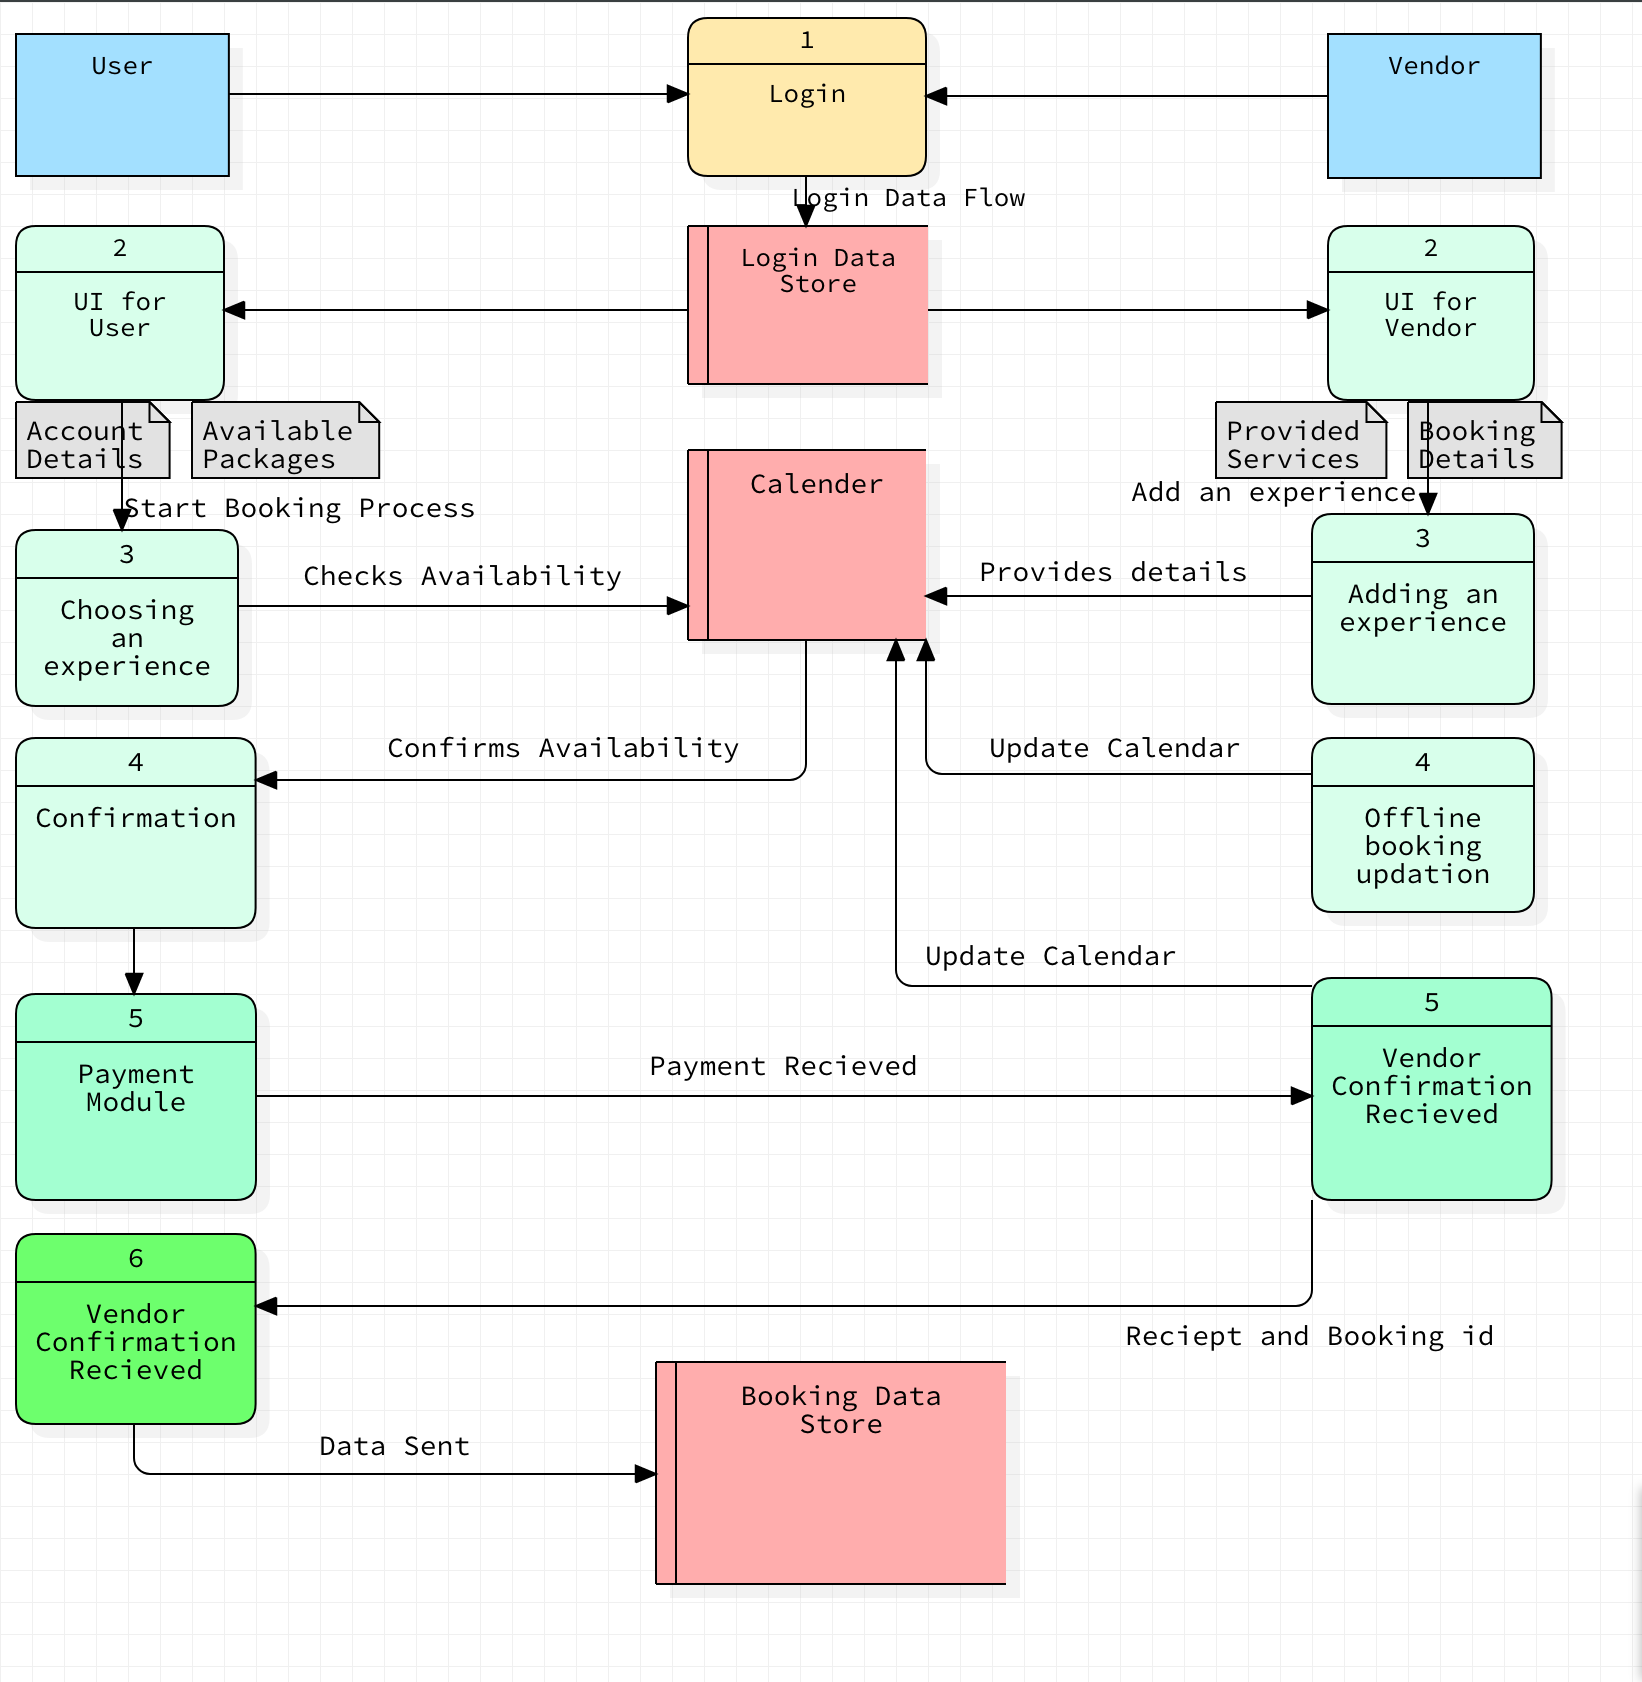 User
1
Login
Vendor
Login Data Flow
2
UI for
User
Login Data
Store
2
UI for
Vendor
Account
Details
Available
Packages
Provided
Services
Booking
Details
Start Booking Process
Calender
Add an experience
3
Choosing
an
experience
Checks Availability
Provides details
3
Adding an
experience
4
Confirmation
Confirms Availability
Update Calendar
4
Offline
booking
updation
Update Calendar
5
Payment
Module
Payment Recieved
5
Vendor
Confirmation
Recieved
6
Vendor
Confirmation
Recieved
Reciept and Booking id
Data Sent
Booking Data
Store